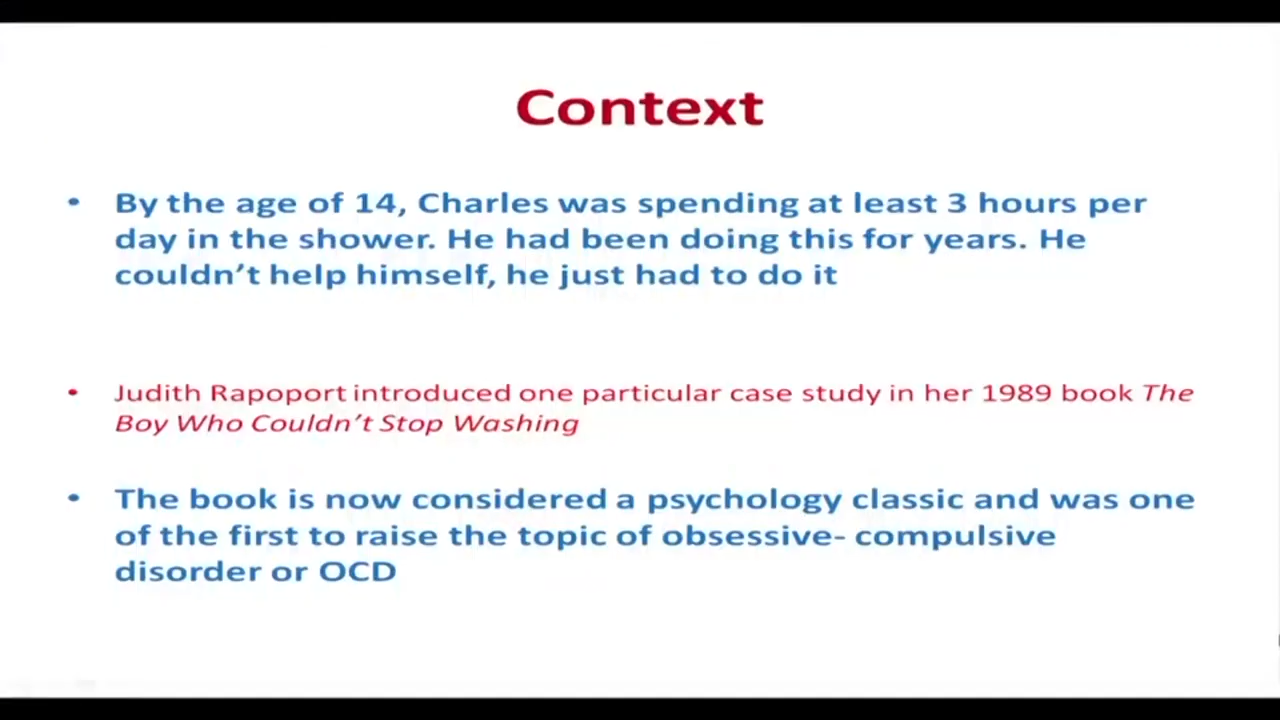 Context
• By the age of 14, Charles was spending at least 3 hours per
day in the shower. He had been doing this for years. He
couldn’t help himself, he just had to do it
• Judith Rapoport introduced one particular case study in her 1989 book The
Boy Who Couldn’t Stop Washing
• The book is now considered a psychology classic and was one
of the first to raise the topic of obsessive- compulsive
disorder or OCD